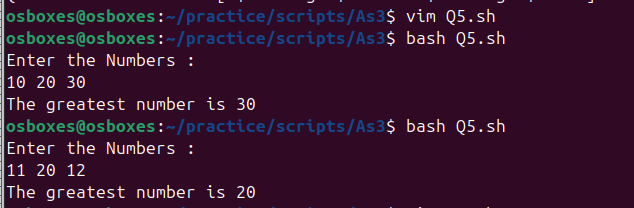 osboxes@osboxes:~/practice/scripts/As3$ vim Q5.sh
osboxes@osboxes:~/practice/scripts/As3$ bash Q5.sh
Enter the Numbers :
10 20 30
The greatest number is 30
osboxes@osboxes:~/practice/scripts/As3$ bash Q5.sh
Enter the Numbers :
11 20 12
The greatest number is 20